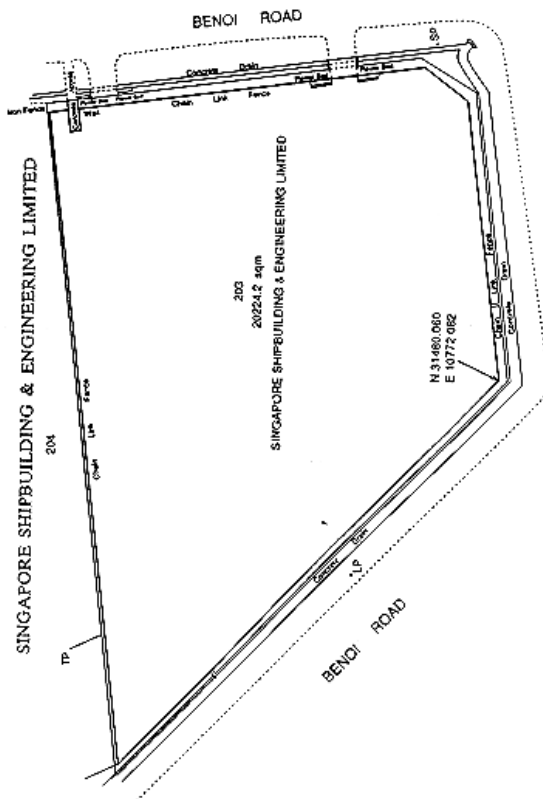 BENOI ROAD
SP
Concrete Drain
Iron Fence
Chain Link Fence
SINGAPORE SHIPBUILDING & ENGINEERING LIMITED
204
203
20224.2 sqm
SINGAPORE SHIPBUILDING & ENGINEERING LIMITED
Chain Link Fence
Chain Link Fence
Concrete Drain
N 31460.060
E 10772.082
TP
Concrete Drain
LP
BENOI ROAD